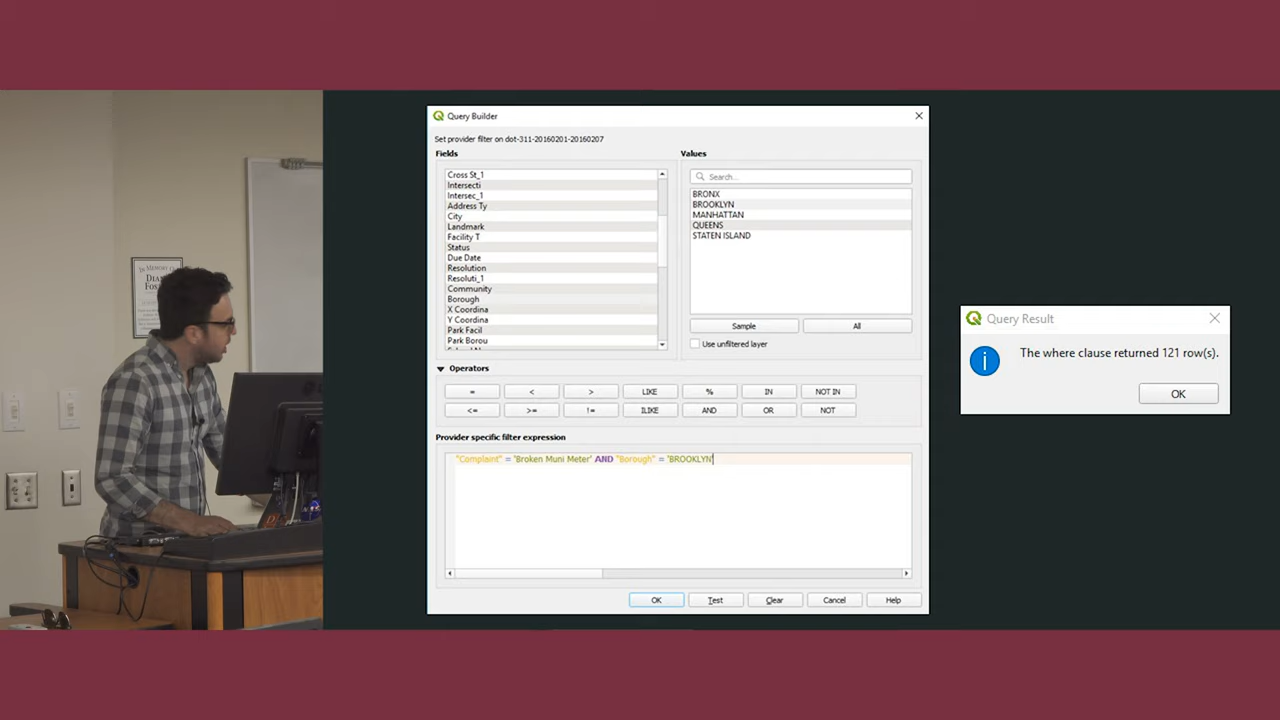 IN MEMORY O
DIA
FOS
Query Builder
Set provider filter on dot-311-20160201-20160207
Fields
Cross St_1
Intersecti
Intersec_1
Address Ty
City
Landmark
Facility T
Status
Due Date
Resolution
Resoluti_1
Community
Borough
X Coordina
Y Coordina
Park Facil
Park Borou
Values
Search...
BRONX
BROOKLYN
MANHATTAN
QUEENS
STATEN ISLAND
Sample
All
Use unfiltered layer
Operators
= < > LIKE % IN NOT IN
<= >= != ILIKE AND OR NOT
Provider specific filter expression
"Complaint" = 'Broken Muni Meter' AND "Borough" = 'BROOKLYN'
OK Test Clear Cancel Help
Query Result
The where clause returned 121 row(s).
OK